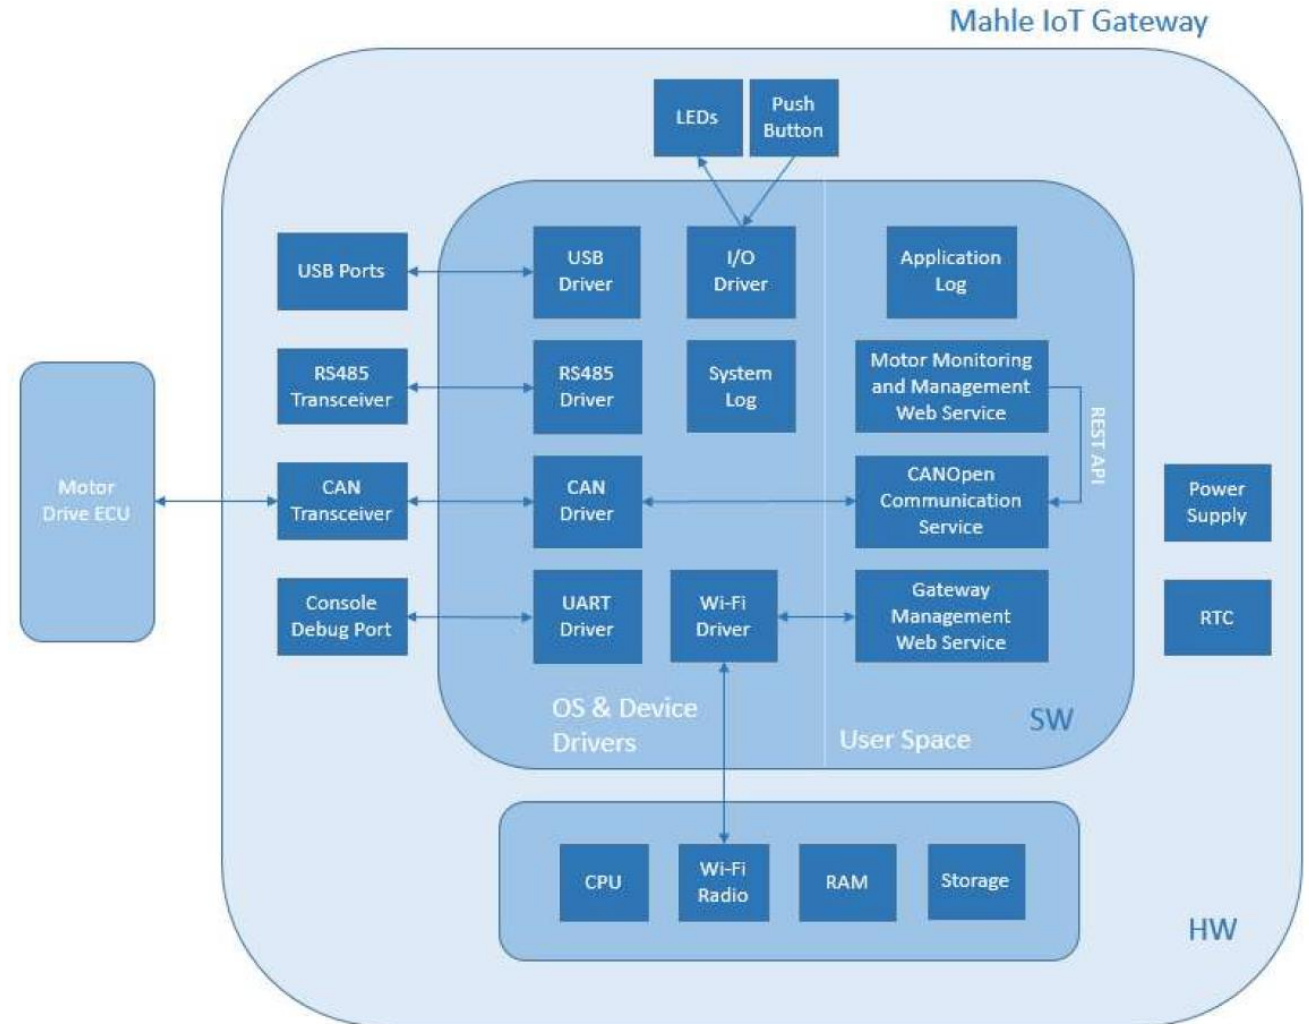 Mahle IoT Gateway
LEDs
Push
Button
USB Ports
USB
Driver
I/O
Driver
Application
Log
RS485
Transceiver
RS485
Driver
System
Log
Motor Monitoring
and Management
Web Service
REST API
Motor
Drive ECU
CAN
Transceiver
CAN
Driver
CANOpen
Communication
Service
Power
Supply
Console
Debug Port
UART
Driver
Wi-Fi
Driver
Gateway
Management
Web Service
RTC
OS & Device
Drivers
User Space
SW
CPU
Wi-Fi
Radio
RAM
Storage
HW